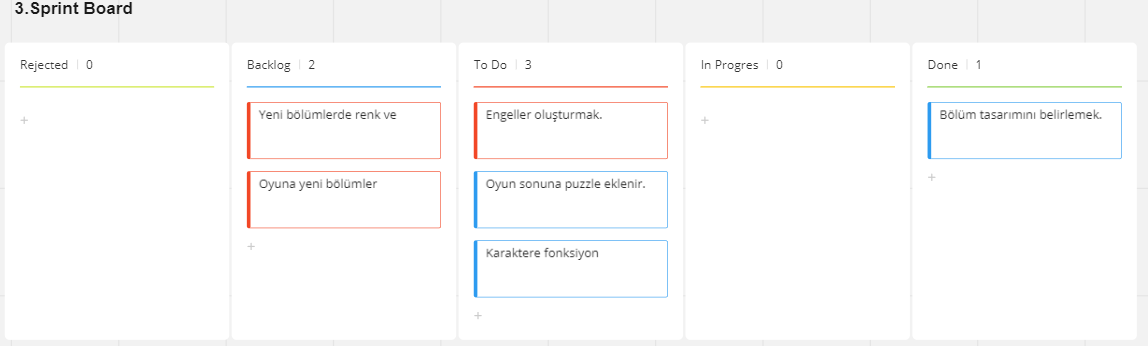 3.Sprint Board
Rejected | 0
Backlog | 2
To Do | 3
In Progres | 0
Done | 1
+
Yeni bölümlerde renk ve
Oyuna yeni bölümler
+
Engeller oluşturmak.
Oyun sonuna puzzle eklenir.
Karaktere fonksiyon
+
+
Bölüm tasarımını belirlemek.
+